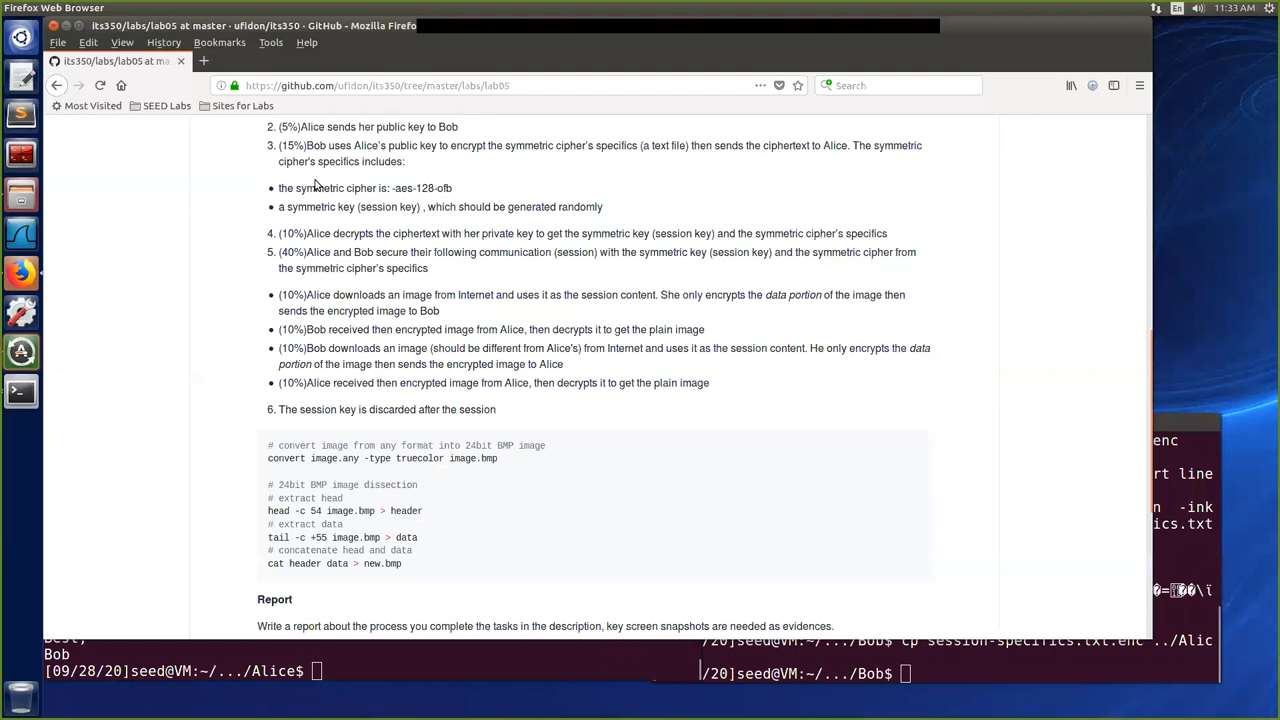 Firefox Web Browser
En 11:33 AM
its350/labs/lab05 at master · ufidon/its350 · GitHub - Mozilla Firefo
File Edit View History Bookmarks Tools Help
its350/labs/lab05 at ma
https://github.com/ufidon/its350/tree/master/labs/lab05
Search
Most Visited SEED Labs Sites for Labs
2. (5%)Alice sends her public key to Bob
3. (15%)Bob uses Alice's public key to encrypt the symmetric cipher's specifics (a text file) then sends the ciphertext to Alice. The symmetric
cipher's specifics includes:
• the symmetric cipher is: -aes-128-ofb
• a symmetric key (session key) , which should be generated randomly
4. (10%)Alice decrypts the ciphertext with her private key to get the symmetric key (session key) and the symmetric cipher's specifics
5. (40%)Alice and Bob secure their following communication (session) with the symmetric key (session key) and the symmetric cipher from
the symmetric cipher's specifics
• (10%)Alice downloads an image from Internet and uses it as the session content. She only encrypts the data portion of the image then
sends the encrypted image to Bob
• (10%)Bob received then encrypted image from Alice, then decrypts it to get the plain image
• (10%)Bob downloads an image (should be different from Alice's) from Internet and uses it as the session content. He only encrypts the data
portion of the image then sends the encrypted image to Alice
• (10%)Alice received then encrypted image from Alice, then decrypts it to get the plain image
6. The session key is discarded after the session
# convert image from any format into 24bit BMP image
convert image.any -type truecolor image.bmp
# 24bit BMP image dissection
# extract head
head -c 54 image.bmp > header
# extract data
tail -c +55 image.bmp > data
# concatenate head and data
cat header data > new.bmp
Report
Write a report about the process you complete the tasks in the description, key screen snapshots are needed as evidences.
enc
rt line
n -ink
ics.txt
/20]seed@VM:~/.../Bob$ cp session-specifics.txt.enc ../Alic
Bob
[09/28/20]seed@VM:~/.../Alice$
/20]seed@VM:~/.../Bob$